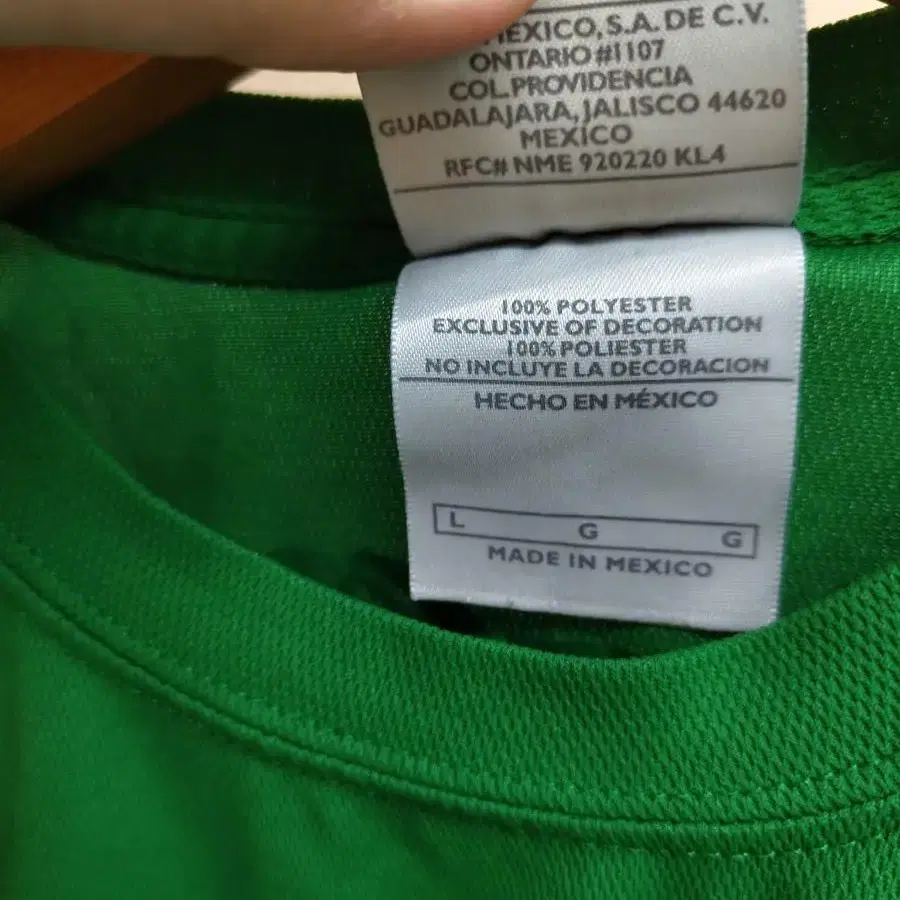 MEXICO, S.A. DE C.V.
ONTARIO #1107
COL.PROVIDENCIA
GUADALAJARA, JALISCO 44620
MEXICO
RFC# NME 920220 KL4
100% POLYESTER
EXCLUSIVE OF DECORATION
100% POLIESTER
NO INCLUYE LA DECORACION
HECHO EN MÉXICO
L G G
MADE IN MEXICO